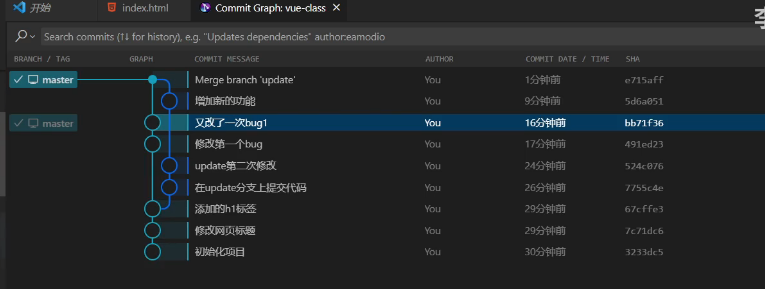 开始 index.html Commit Graph: vue-class
Search commits (↑↓ for history), e.g. "Updates dependencies" author:eamodio
BRANCH / TAG GRAPH COMMIT MESSAGE AUTHOR COMMIT DATE / TIME SHA
master Merge branch 'update' You 1分钟前 e715aff
增加新的功能 You 9分钟前 5d6a051
master 又改了一次bug1 You 16分钟前 bb71f36
修改第一个bug You 17分钟前 491ed23
update第二次修改 You 24分钟前 524c076
在update分支上提交代码 You 26分钟前 7755c4e
添加的h1标签 You 29分钟前 67cffe3
修改网页标题 You 29分钟前 7c71dc6
初始化项目 You 30分钟前 3233dc5